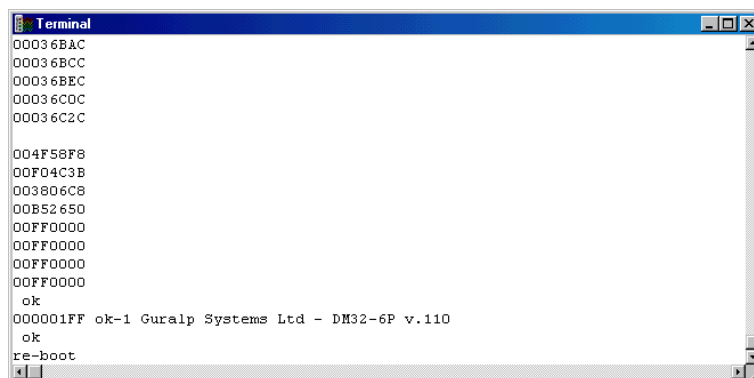 Terminal
00036BAC
00036BCC
00036BEC
00036C0C
00036C2C
004F58F8
00F04C3B
003806C8
00B52650
00FF0000
00FF0000
00FF0000
00FF0000
ok
000001FF ok-1 Guralp Systems Ltd - DM32-6P v.110
ok
re-boot